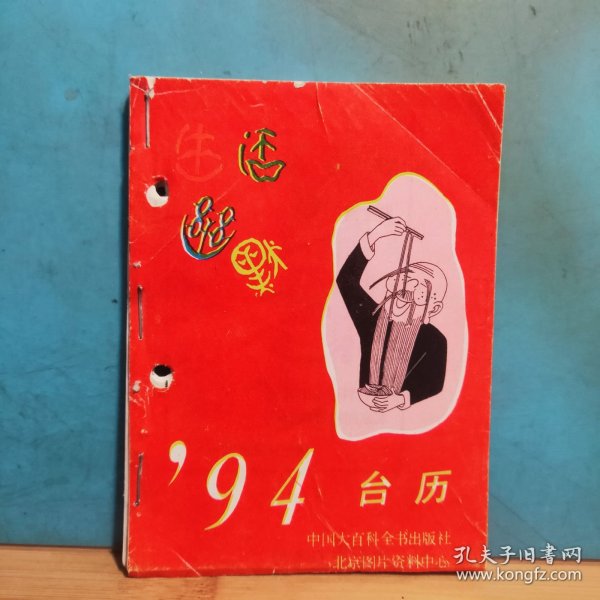 生活
幽默
'94 台历
中国大百科全书出版社
北京图片资料中心
孔夫子旧书网
www.kongfz.com